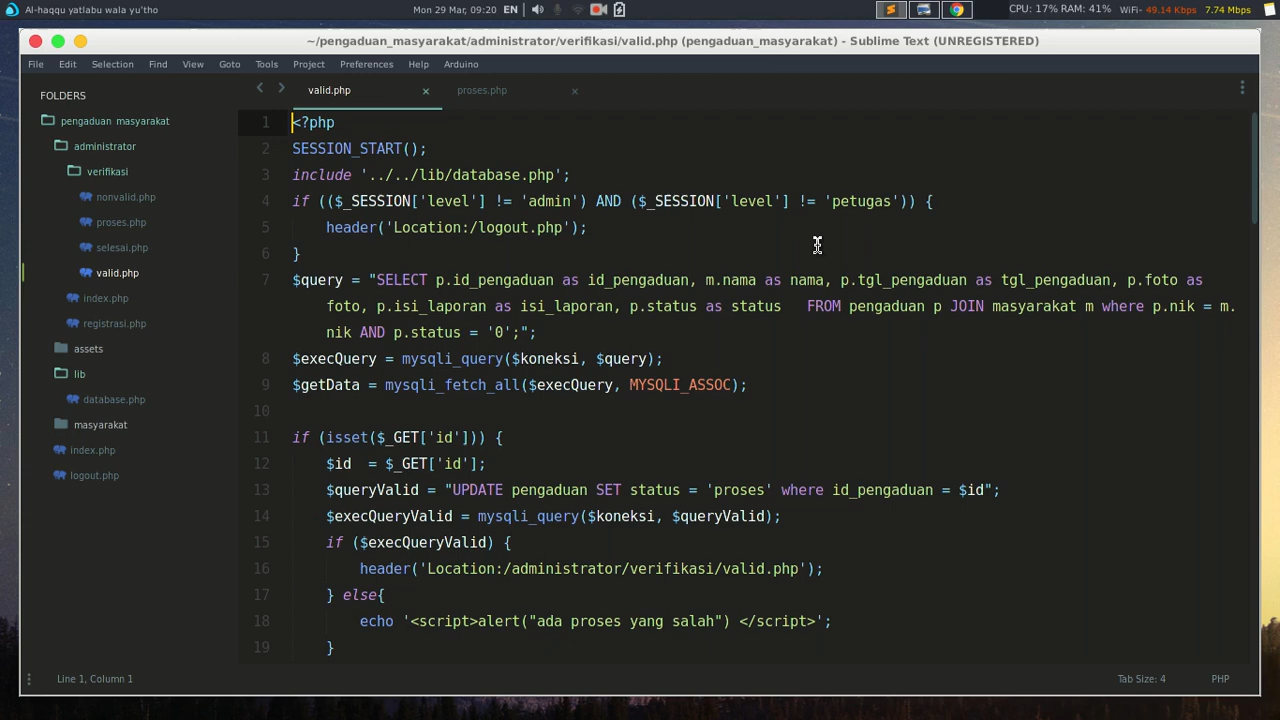 Al-haqqu yatlabu wala yu'tho
Mon 29 Mar, 09:20 EN
CPU: 17% RAM: 41% WiFi- 49.14 Kbps 7.74 Mbps
~/pengaduan_masyarakat/administrator/verifikasi/valid.php (pengaduan_masyarakat) - Sublime Text (UNREGISTERED)
File Edit Selection Find View Goto Tools Project Preferences Help Arduino
FOLDERS
pengaduan masyarakat
administrator
verifikasi
nonvalid.php
proses.php
selesai.php
valid.php
index.php
registrasi.php
assets
lib
database.php
masyarakat
index.php
logout.php
valid.php × proses.php ×
1 <?php
2 SESSION_START();
3 include '../../lib/database.php';
4 if (($_SESSION['level'] != 'admin') AND ($_SESSION['level'] != 'petugas')) {
5 header('Location:/logout.php');
6 }
7 $query = "SELECT p.id_pengaduan as id_pengaduan, m.nama as nama, p.tgl_pengaduan as tgl_pengaduan, p.foto as
foto, p.isi_laporan as isi_laporan, p.status as status   FROM pengaduan p JOIN masyarakat m where p.nik = m.
nik AND p.status = '0';";
8 $execQuery = mysqli_query($koneksi, $query);
9 $getData = mysqli_fetch_all($execQuery, MYSQLI_ASSOC);
10
11 if (isset($_GET['id'])) {
12 $id  = $_GET['id'];
13 $queryValid = "UPDATE pengaduan SET status = 'proses' where id_pengaduan = $id";
14 $execQueryValid = mysqli_query($koneksi, $queryValid);
15 if ($execQueryValid) {
16 header('Location:/administrator/verifikasi/valid.php');
17 } else{
18 echo '<script>alert("ada proses yang salah") </script>';
19 }
Line 1, Column 1
Tab Size: 4 PHP